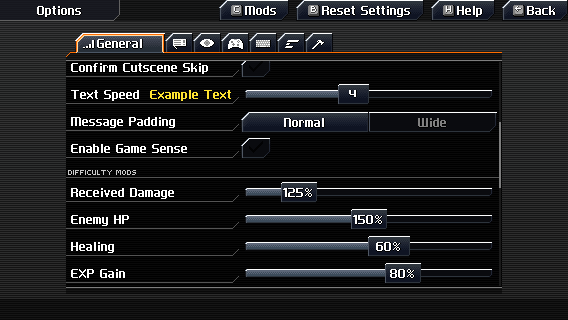 Options
G Mods
B Reset Settings
H Help
Back
General
Confirm Cutscene Skip
Text Speed Example Text 4
Message Padding Normal Wide
Enable Game Sense
DIFFICULTY MODS
Received Damage 125%
Enemy HP 150%
Healing 60%
EXP Gain 80%